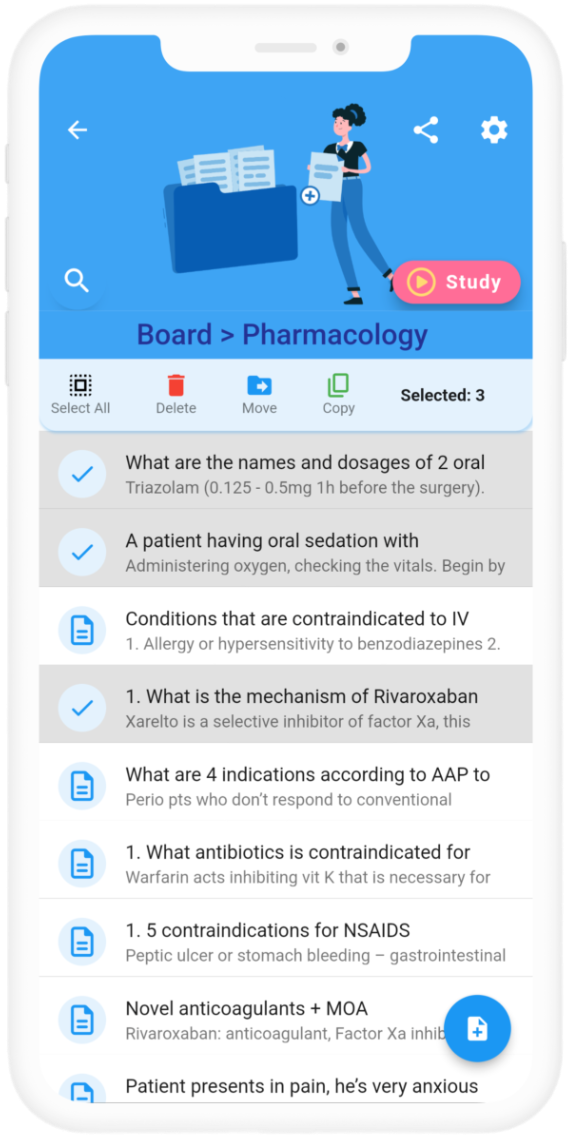 Study
Board > Pharmacology
Select All
Delete
Move
Copy
Selected: 3
What are the names and dosages of 2 oral
Triazolam (0.125 - 0.5mg 1h before the surgery).
A patient having oral sedation with
Administering oxygen, checking the vitals. Begin by
Conditions that are contraindicated to IV
1. Allergy or hypersensitivity to benzodiazepines 2.
1. What is the mechanism of Rivaroxaban
Xarelto is a selective inhibitor of factor Xa, this
What are 4 indications according to AAP to
Perio pts who don’t respond to conventional
1. What antibiotics is contraindicated for
Warfarin acts inhibiting vit K that is necessary for
1. 5 contraindications for NSAIDS
Peptic ulcer or stomach bleeding – gastrointestinal
Novel anticoagulants + MOA
Rivaroxaban: anticoagulant, Factor Xa inhib
Patient presents in pain, he’s very anxious